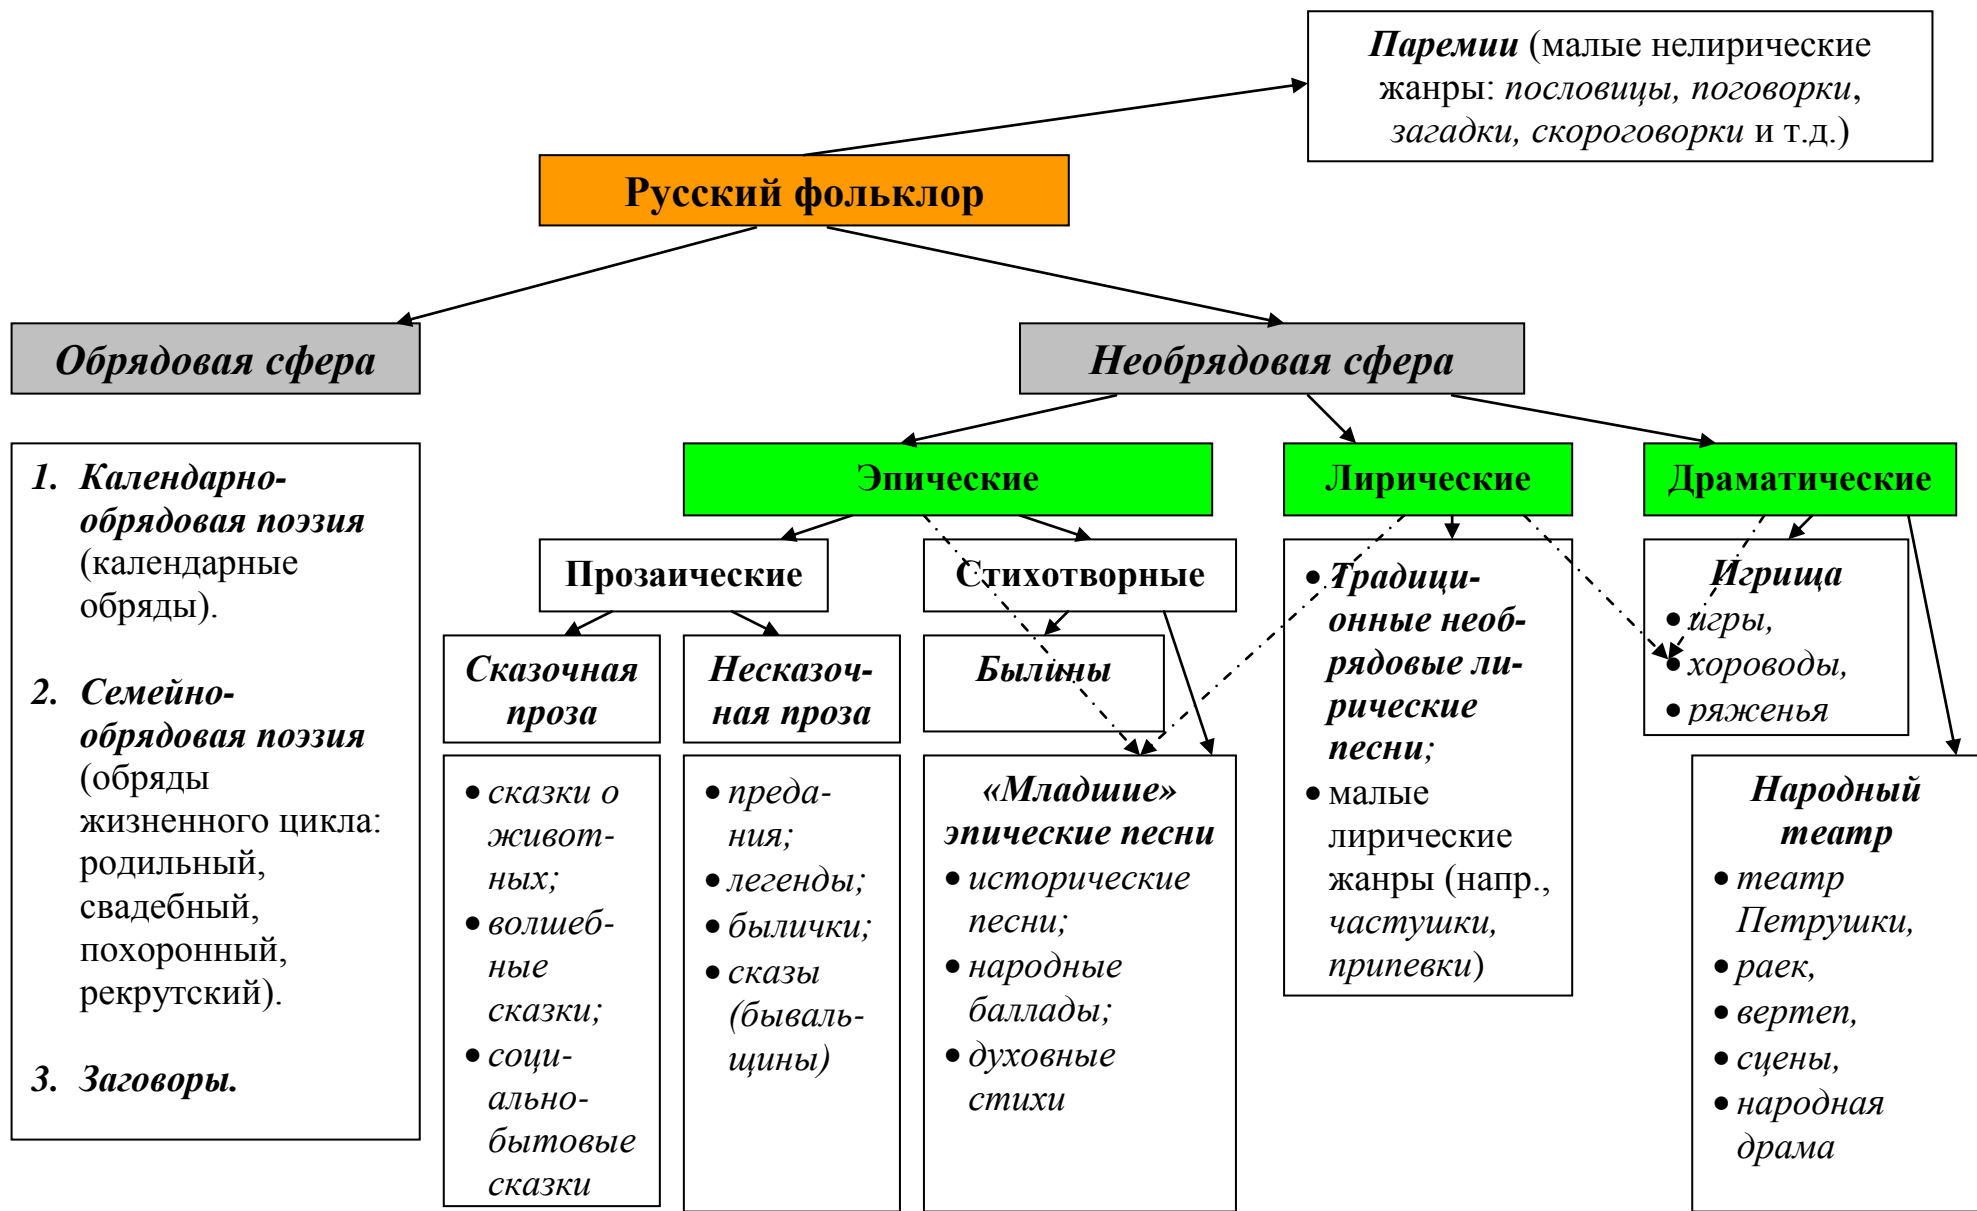 Паремии (малые нелирические
жанры: пословицы, поговорки,
загадки, скороговорки и т.д.)
Русский фольклор
Обрядовая сфера
Необрядовая сфера
1. Календарно-
обрядовая поэзия
(календарные
обряды).
2. Семейно-
обрядовая поэзия
(обряды
жизненного цикла:
родильный,
свадебный,
похоронный,
рекрутский).
3. Заговоры.
Эпические
Лирические
Драматические
Прозаические
Стихотворные
Сказочная
проза
Несказоч-
ная проза
Былины
• сказки о
живот-
ных;
• волшеб-
ные
сказки;
• соци-
ально-
бытовые
сказки
• преда-
ния;
• легенды;
• былички;
• сказы
(ываль-
щины)
«Младшие»
эпические песни
• исторические
песни;
• народные
баллады;
• духовные
стихи
• Традици-
онные необ-
рядовые ли-
рические
песни;
• малые
лирические
жанры (напр.,
частушки,
припевки)
Игрища
• игры,
• хороводы,
• ряженья
Народный
театр
• театр
Петрушки,
• раек,
• вертеп,
• сцены,
• народная
драма